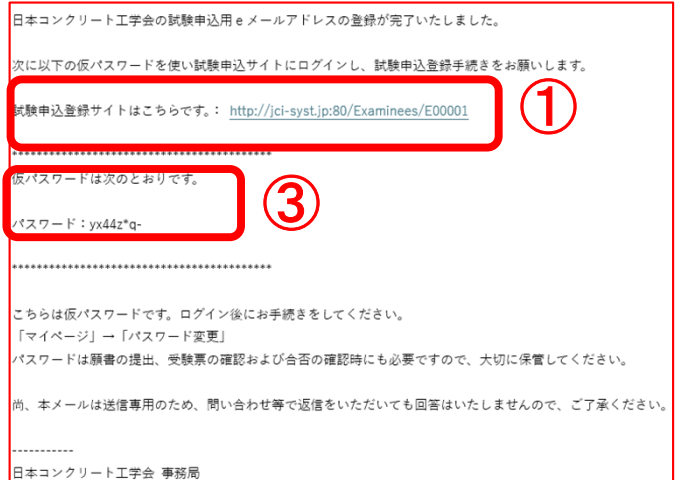 日本コンクリート工学会の試験申込用eメールアドレスの登録が完了いたしました。
次に以下の仮パスワードを使い試験申込サイトにログインし、試験申込登録手続きをお願いします。
試験申込登録サイトはこちらです。: http://jci-syst.jp:80/Examinees/E00001
①
******************************************
仮パスワードは次のとおりです。
③
パスワード：yx44z*q-
******************************************
こちらは仮パスワードです。ログイン後にお手続きをしてください。
「マイページ」→「パスワード変更」
パスワードは願書の提出、受験票の確認および合否の確認時にも必要ですので、大切に保管してください。
尚、本メールは送信専用のため、問い合わせ等で返信をいただいても回答はいたしませんので、ご了承ください。
-----------
日本コンクリート工学会 事務局